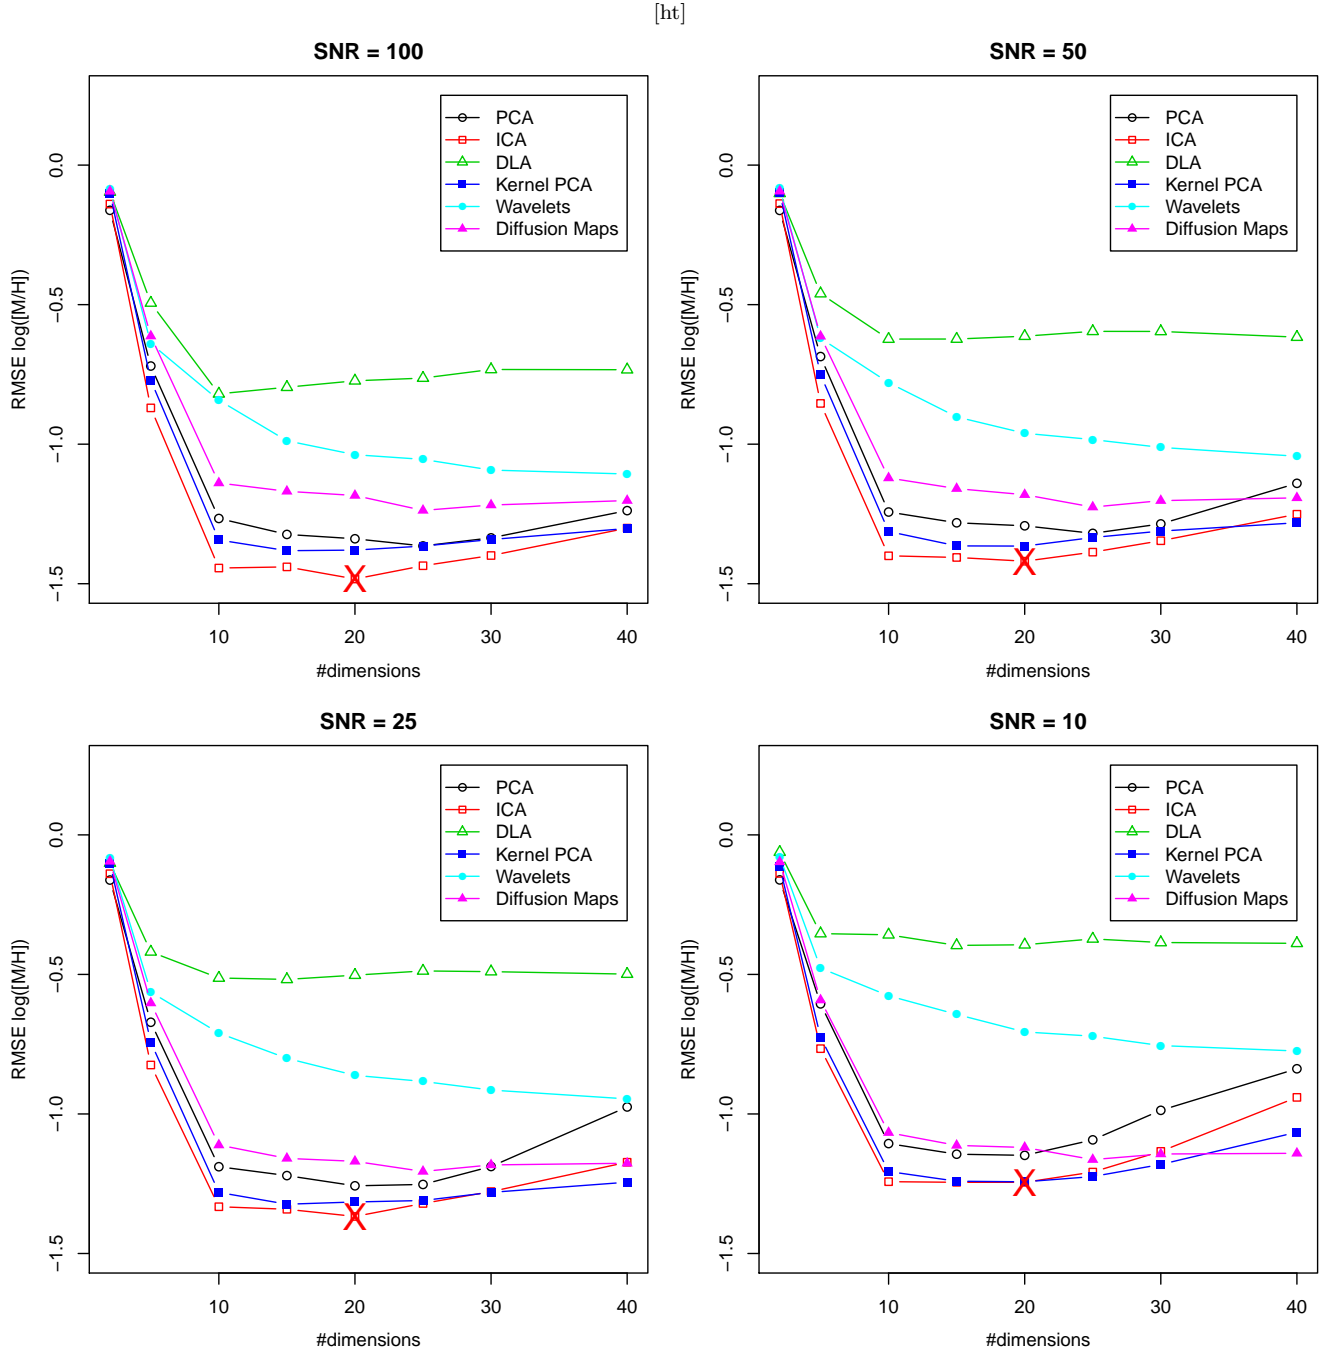 [ht]
SNR = 100
PCA
ICA
DLA
Kernel PCA
Wavelets
Diffusion Maps
RMSE log([M/H])
0.0
−0.5
−1.0
−1.5
10 20 30 40
#dimensions
SNR = 50
PCA
ICA
DLA
Kernel PCA
Wavelets
Diffusion Maps
RMSE log([M/H])
0.0
−0.5
−1.0
−1.5
10 20 30 40
#dimensions
SNR = 25
PCA
ICA
DLA
Kernel PCA
Wavelets
Diffusion Maps
RMSE log([M/H])
0.0
−0.5
−1.0
−1.5
10 20 30 40
#dimensions
SNR = 10
PCA
ICA
DLA
Kernel PCA
Wavelets
Diffusion Maps
RMSE log([M/H])
0.0
−0.5
−1.0
−1.5
10 20 30 40
#dimensions